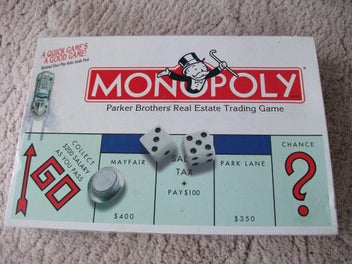 A QUICK GAME'S
A GOOD GAME!
MONOPOLY
Parker Brothers Real Estate Trading Game
COLLECT
$200 SALARY
AS YOU PASS
GO
MAYFAIR
$400
TAX
PAY $100
PARK LANE
$350
CHANCE
?